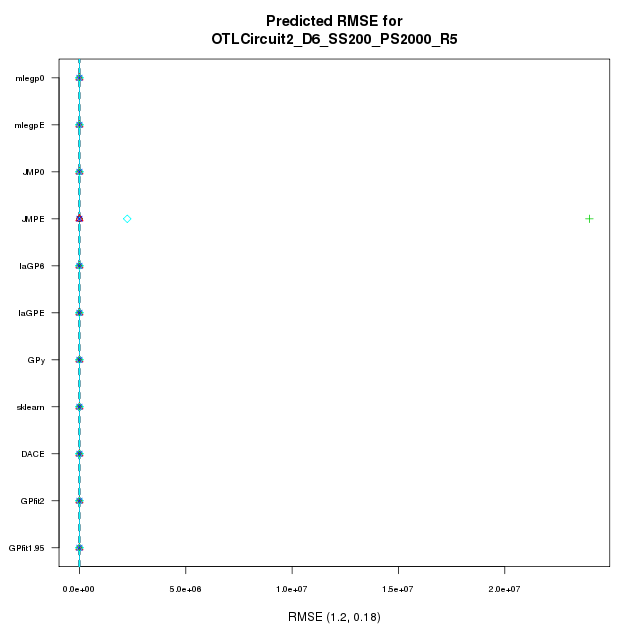 Predicted RMSE for
OTLCircuit2_D6_SS200_PS2000_R5
mlegp0
mlegpE
JMP0
JMPE
laGP6
laGPE
GPy
sklearn
DACE
GPfit2
GPfit1.95
0.0e+00 5.0e+06 1.0e+07 1.5e+07 2.0e+07
RMSE (1.2, 0.18)